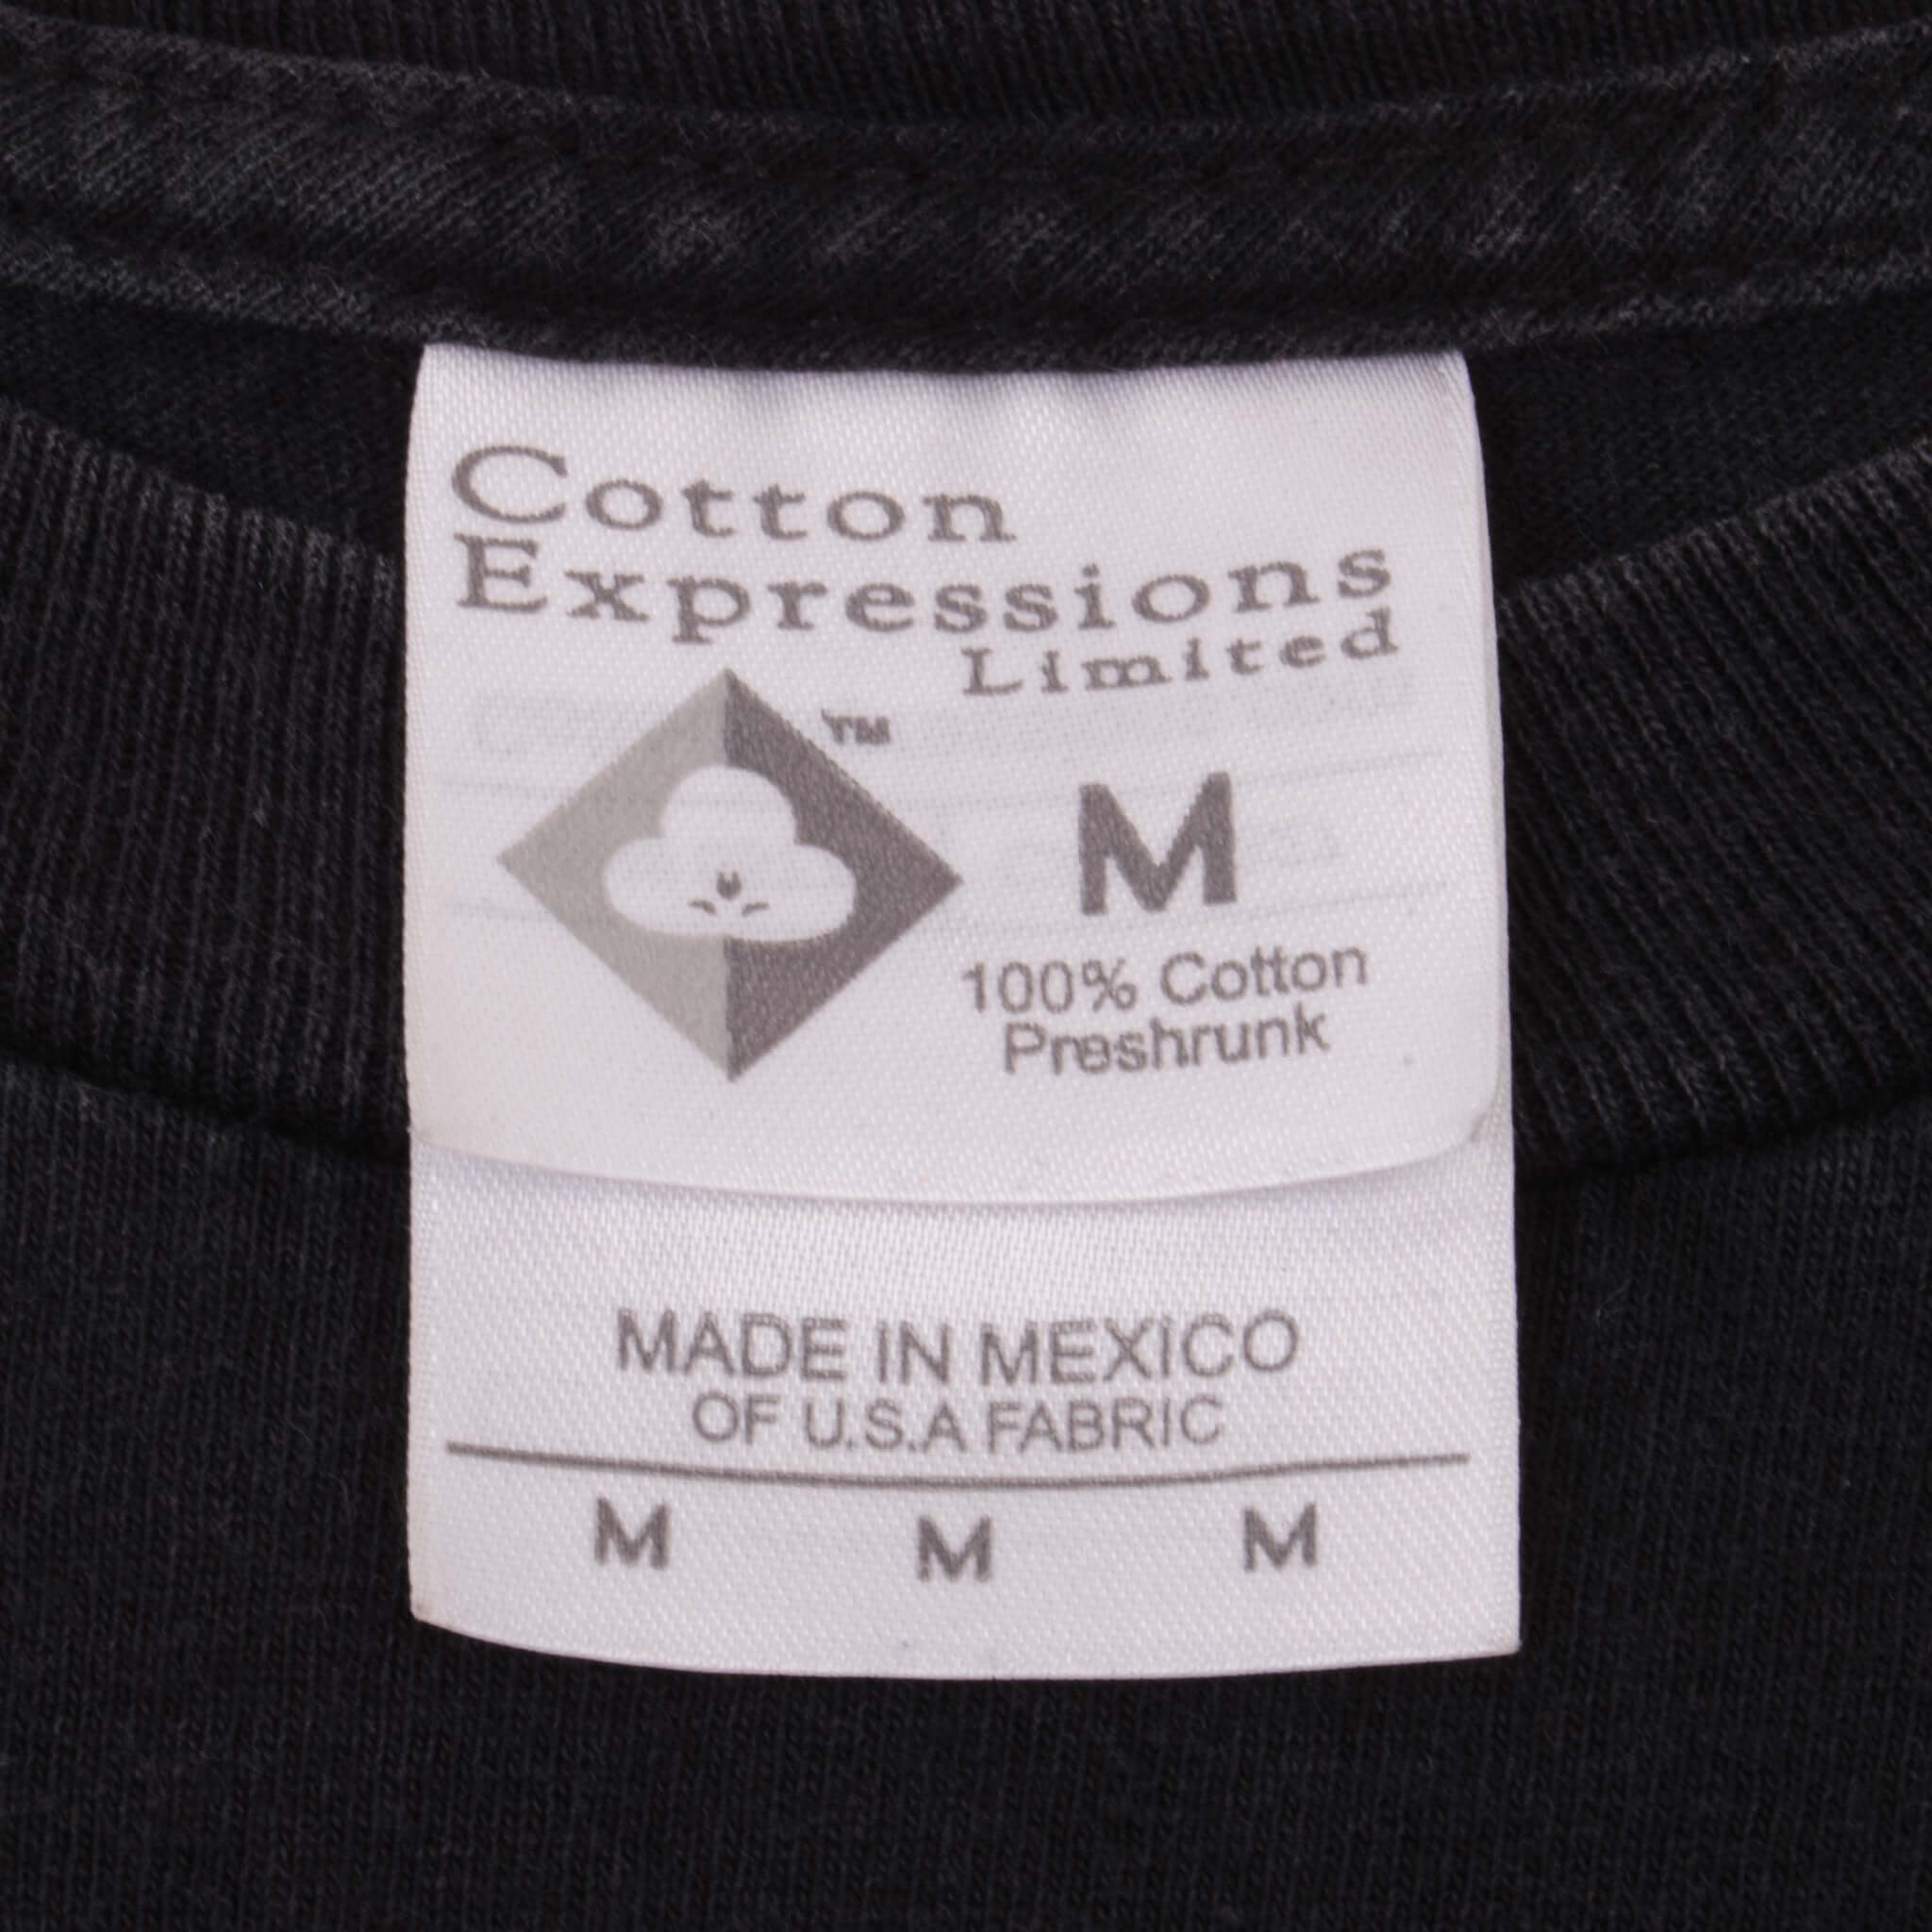 Cotton
Expressions
Limited
TM
M
100% Cotton
Preshrunk
MADE IN MEXICO
OF U.S.A FABRIC
M M M